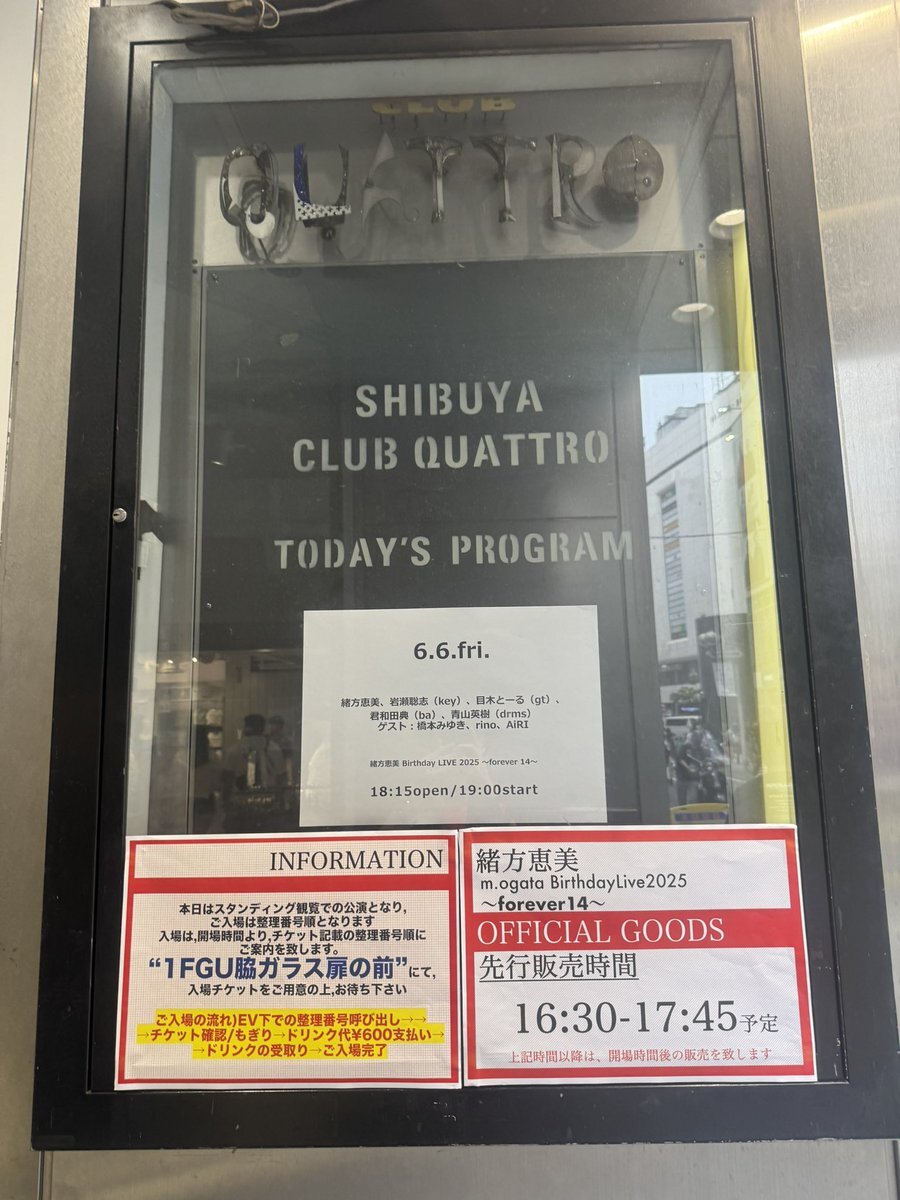 CLUB
QUATTRO
SHIBUYA
CLUB QUATTRO
TODAY'S PROGRAM
6.6.fri.
緒方恵美、岩瀬聡志（key）、目木とーる（gt）、
君和田典（ba）、青山英樹（drms）
ゲスト：橋本みゆき、rino、AiRI
緒方恵美 Birthday LIVE 2025 〜forever 14〜
18:15open/19:00start
INFORMATION
本日はスタンディング観覧での公演となり,
ご入場は整理番号順となります
入場は,開場時間より,チケット記載の整理番号順に
ご案内を致します。
“1FGU脇ガラス扉の前”にて,
入場チケットをご用意の上,お待ち下さい
ご入場の流れ)EV下での整理番号呼び出し→→
→チケット確認/もぎり→ドリンク代¥600支払い→
→ドリンクの受取り→ご入場完了
緒方恵美
m.ogata BirthdayLive2025
〜forever14〜
OFFICIAL GOODS
先行販売時間
16:30-17:45予定
上記時間以降は、開場時間後の販売を致します